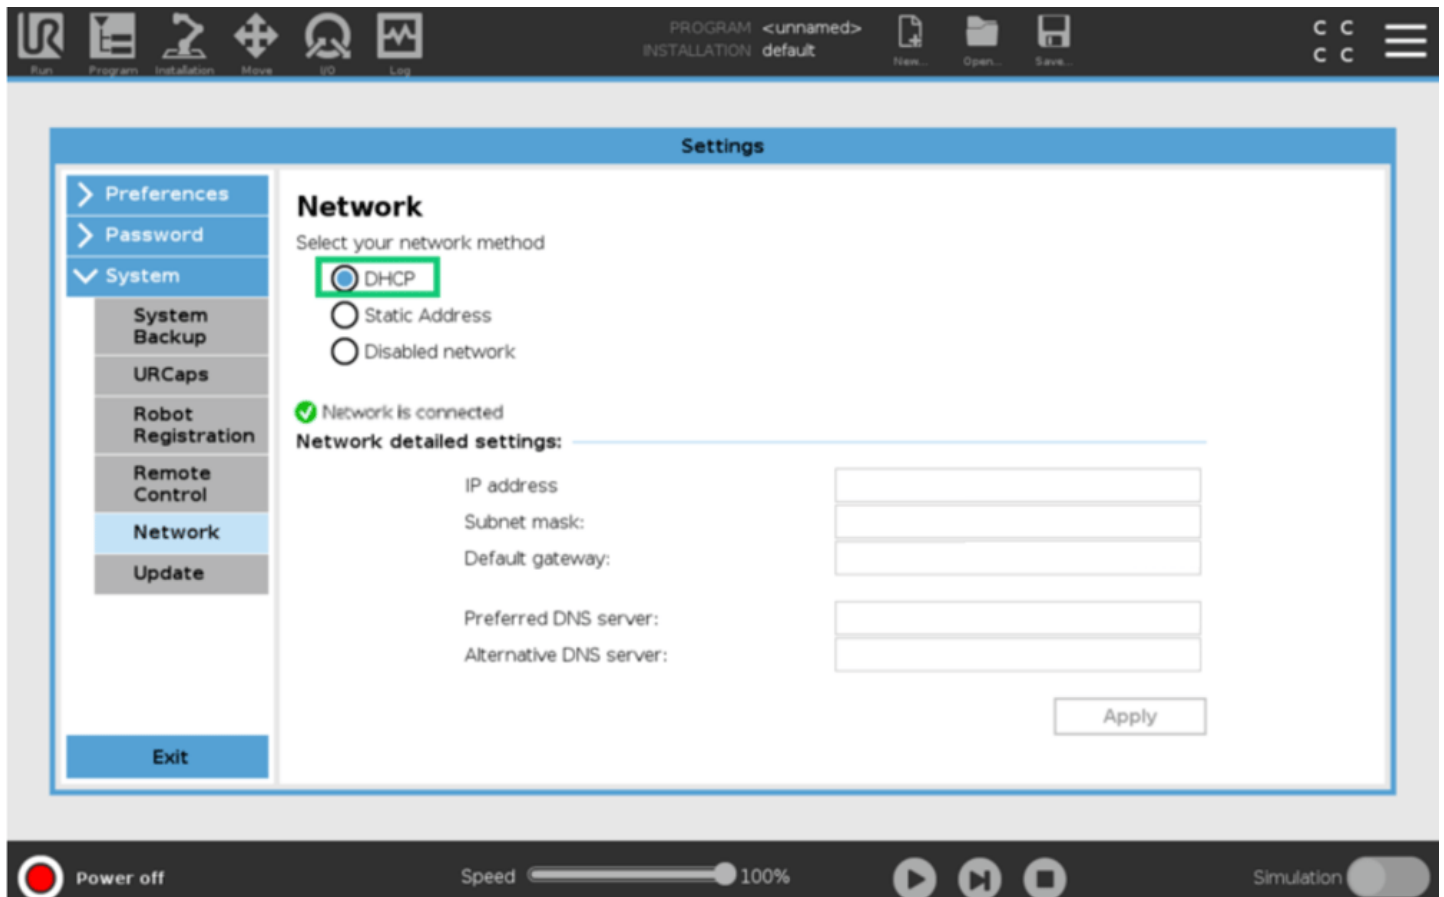 UR
PROGRAM <unnamed>
INSTALLATION default
C C
C C
Run Program Installation Move I/O Log New... Open... Save...
Settings
Preferences
Password
System
System
Backup
URCaps
Robot
Registration
Remote
Control
Network
Update
Exit
Network
Select your network method
DHCP
Static Address
Disabled network
Network is connected
Network detailed settings:
IP address
Subnet mask:
Default gateway:
Preferred DNS server:
Alternative DNS server:
Apply
Power off
Speed 100%
Simulation